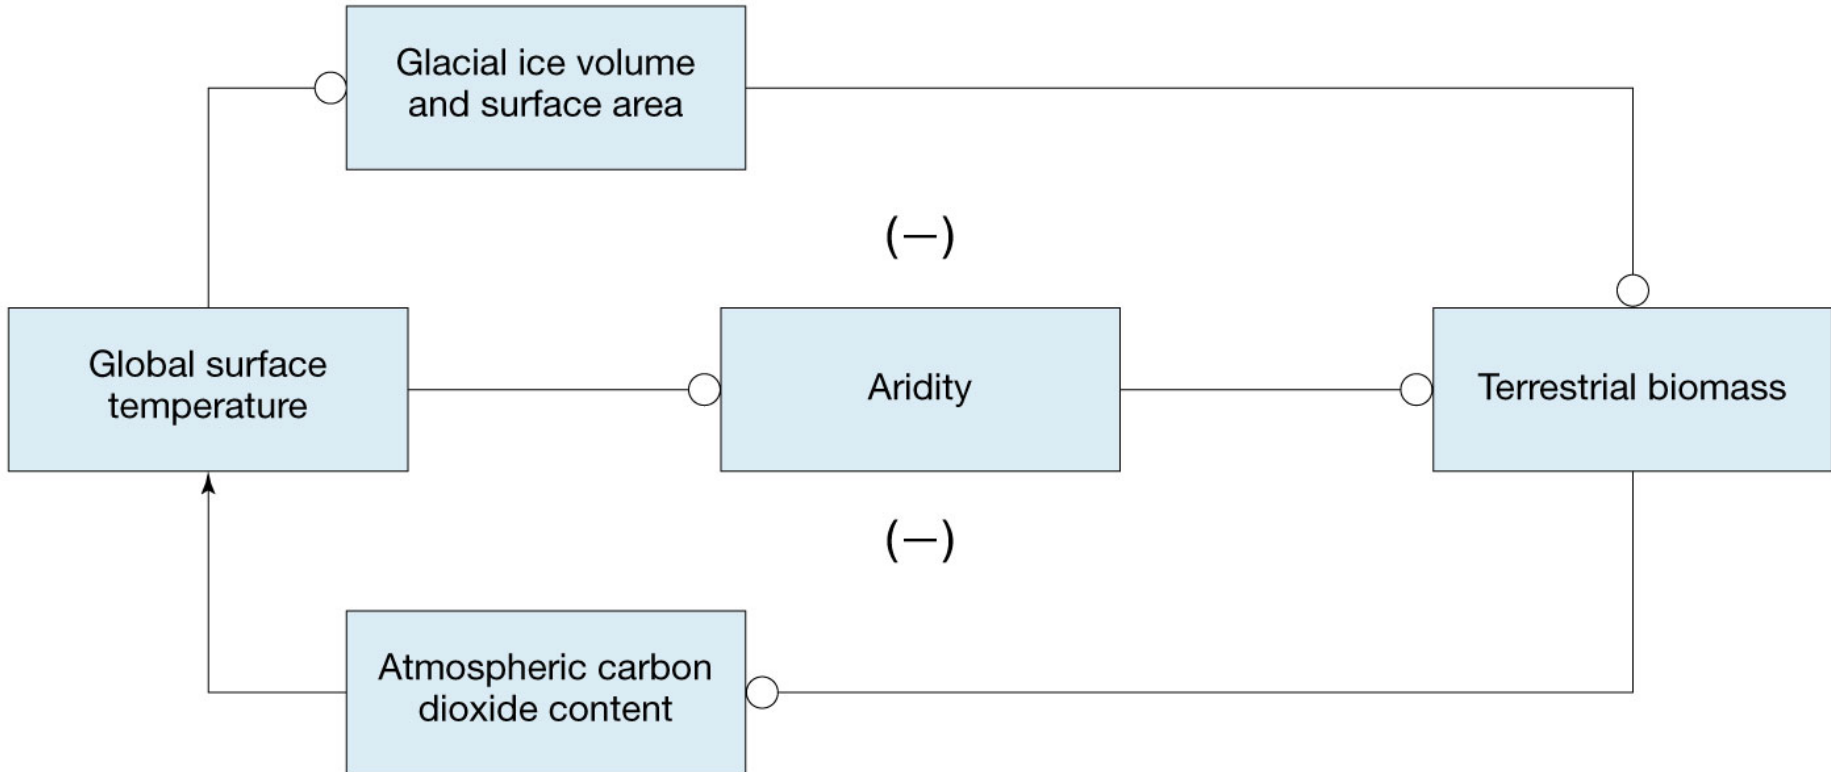 Glacial ice volume
and surface area
(—)
Global surface
temperature
Aridity
Terrestrial biomass
(—)
Atmospheric carbon
dioxide content